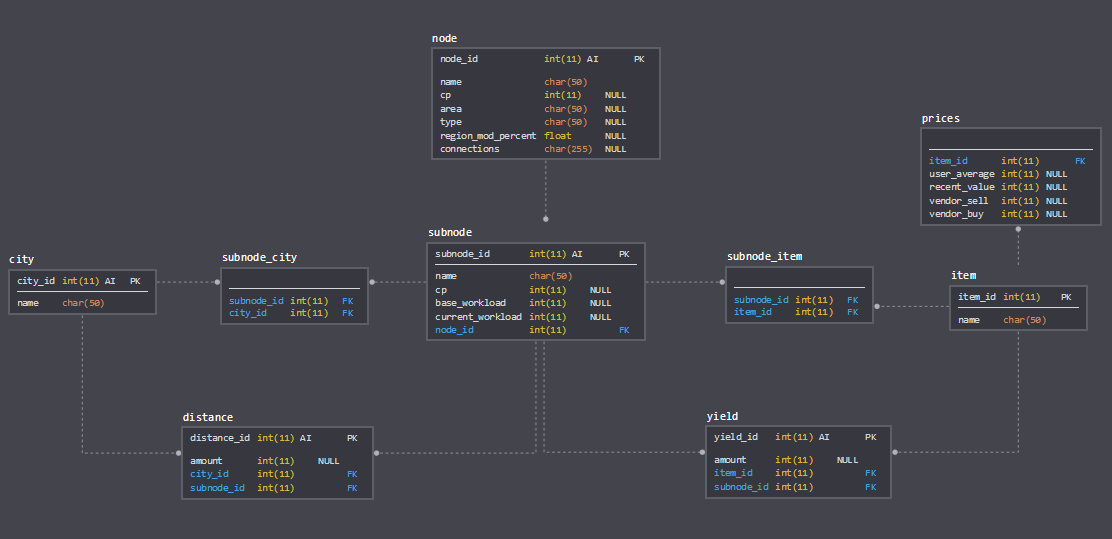 node
node_id int(11) AI PK
name char(50)
cp int(11) NULL
area char(50) NULL
type char(50) NULL
region_mod_percent float NULL
connections char(255) NULL
prices
item_id int(11) FK
user_average int(11) NULL
recent_value int(11) NULL
vendor_sell int(11) NULL
vendor_buy int(11) NULL
city
city_id int(11) AI PK
name char(50)
subnode_city
subnode_id int(11) FK
city_id int(11) FK
subnode
subnode_id int(11) AI PK
name char(50)
cp int(11) NULL
base_workload int(11) NULL
current_workload int(11) NULL
node_id int(11) FK
subnode_item
subnode_id int(11) FK
item_id int(11) FK
item
item_id int(11) PK
name char(50)
distance
distance_id int(11) AI PK
amount int(11) NULL
city_id int(11) FK
subnode_id int(11) FK
yield
yield_id int(11) AI PK
amount int(11) NULL
item_id int(11) FK
subnode_id int(11) FK